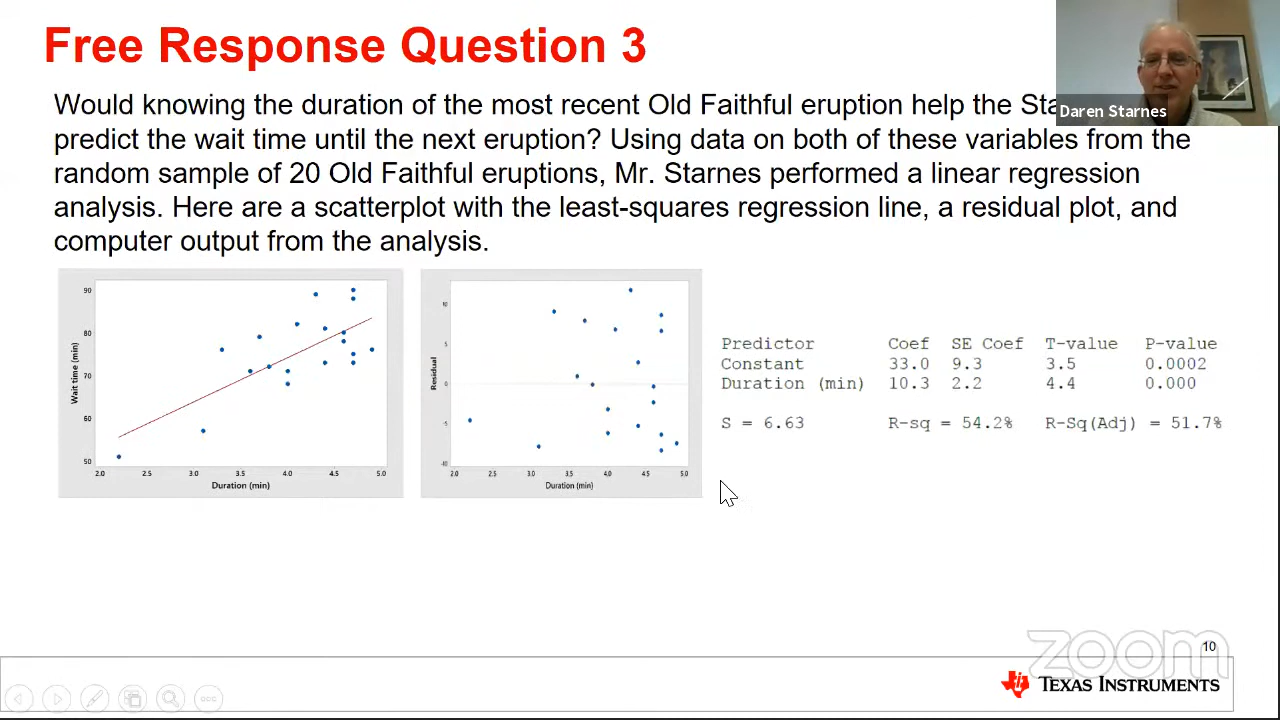 Free Response Question 3
Daren Starnes
Would knowing the duration of the most recent Old Faithful eruption help the Sta
predict the wait time until the next eruption? Using data on both of these variables from the
random sample of 20 Old Faithful eruptions, Mr. Starnes performed a linear regression
analysis. Here are a scatterplot with the least-squares regression line, a residual plot, and
computer output from the analysis.
Wait time (min)
90
80
70
60
50
2.0 2.5 3.0 3.5 4.0 4.5 5.0
Duration (min)
Residual
10
5
0
-5
-10
2.0 2.5 3.0 3.5 4.0 4.5 5.0
Duration (min)
Predictor Coef SE Coef T-value P-value
Constant 33.0 9.3 3.5 0.0002
Duration (min) 10.3 2.2 4.4 0.000
S = 6.63 R-sq = 54.2% R-Sq(Adj) = 51.7%
zoom
10
TEXAS INSTRUMENTS